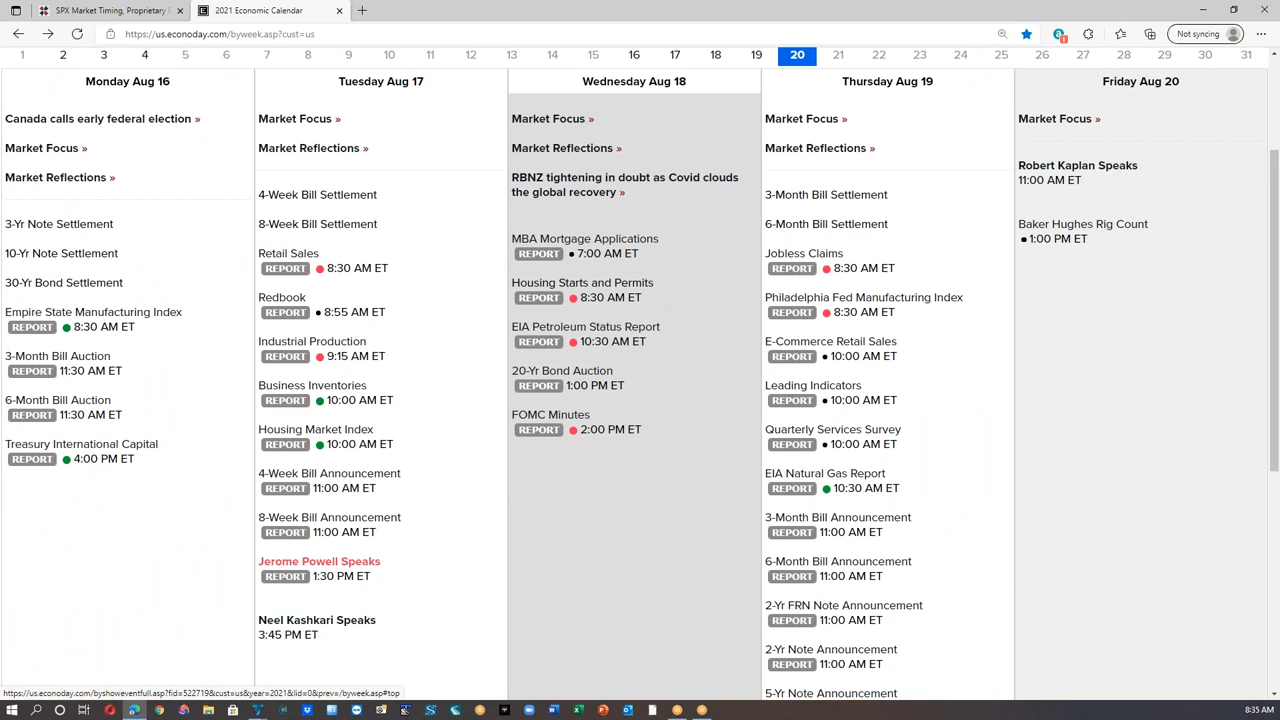 SPX Market Timing, Proprietary
2021 Economic Calendar
https://us.econoday.com/byweek.asp?cust=us
Not syncing
1 2 3 4 5 6 7 8 9 10 11 12 13 14 15 16 17 18 19 20 21 22 23 24 25 26 27 28 29 30 31
Monday Aug 16
Canada calls early federal election »
Market Focus »
Market Reflections »
3-Yr Note Settlement
10-Yr Note Settlement
30-Yr Bond Settlement
Empire State Manufacturing Index
REPORT 8:30 AM ET
3-Month Bill Auction
REPORT 11:30 AM ET
6-Month Bill Auction
REPORT 11:30 AM ET
Treasury International Capital
REPORT 4:00 PM ET
Tuesday Aug 17
Market Focus »
Market Reflections »
4-Week Bill Settlement
8-Week Bill Settlement
Retail Sales
REPORT 8:30 AM ET
Redbook
REPORT 8:55 AM ET
Industrial Production
REPORT 9:15 AM ET
Business Inventories
REPORT 10:00 AM ET
Housing Market Index
REPORT 10:00 AM ET
4-Week Bill Announcement
REPORT 11:00 AM ET
8-Week Bill Announcement
REPORT 11:00 AM ET
Jerome Powell Speaks
REPORT 1:30 PM ET
Neel Kashkari Speaks
3:45 PM ET
Wednesday Aug 18
Market Focus »
Market Reflections »
RBNZ tightening in doubt as Covid clouds
the global recovery »
MBA Mortgage Applications
REPORT 7:00 AM ET
Housing Starts and Permits
REPORT 8:30 AM ET
EIA Petroleum Status Report
REPORT 10:30 AM ET
20-Yr Bond Auction
REPORT 1:00 PM ET
FOMC Minutes
REPORT 2:00 PM ET
Thursday Aug 19
Market Focus »
Market Reflections »
3-Month Bill Settlement
6-Month Bill Settlement
Jobless Claims
REPORT 8:30 AM ET
Philadelphia Fed Manufacturing Index
REPORT 8:30 AM ET
E-Commerce Retail Sales
REPORT 10:00 AM ET
Leading Indicators
REPORT 10:00 AM ET
Quarterly Services Survey
REPORT 10:00 AM ET
EIA Natural Gas Report
REPORT 10:30 AM ET
3-Month Bill Announcement
REPORT 11:00 AM ET
6-Month Bill Announcement
REPORT 11:00 AM ET
2-Yr FRN Note Announcement
REPORT 11:00 AM ET
2-Yr Note Announcement
REPORT 11:00 AM ET
5-Yr Note Announcement
Friday Aug 20
Market Focus »
Robert Kaplan Speaks
11:00 AM ET
Baker Hughes Rig Count
1:00 PM ET
https://us.econoday.com/byshoweventfull.asp?fid=522719&cust=us&year=2021&lid=0&prev=/byweek.asp#top
8:35 AM